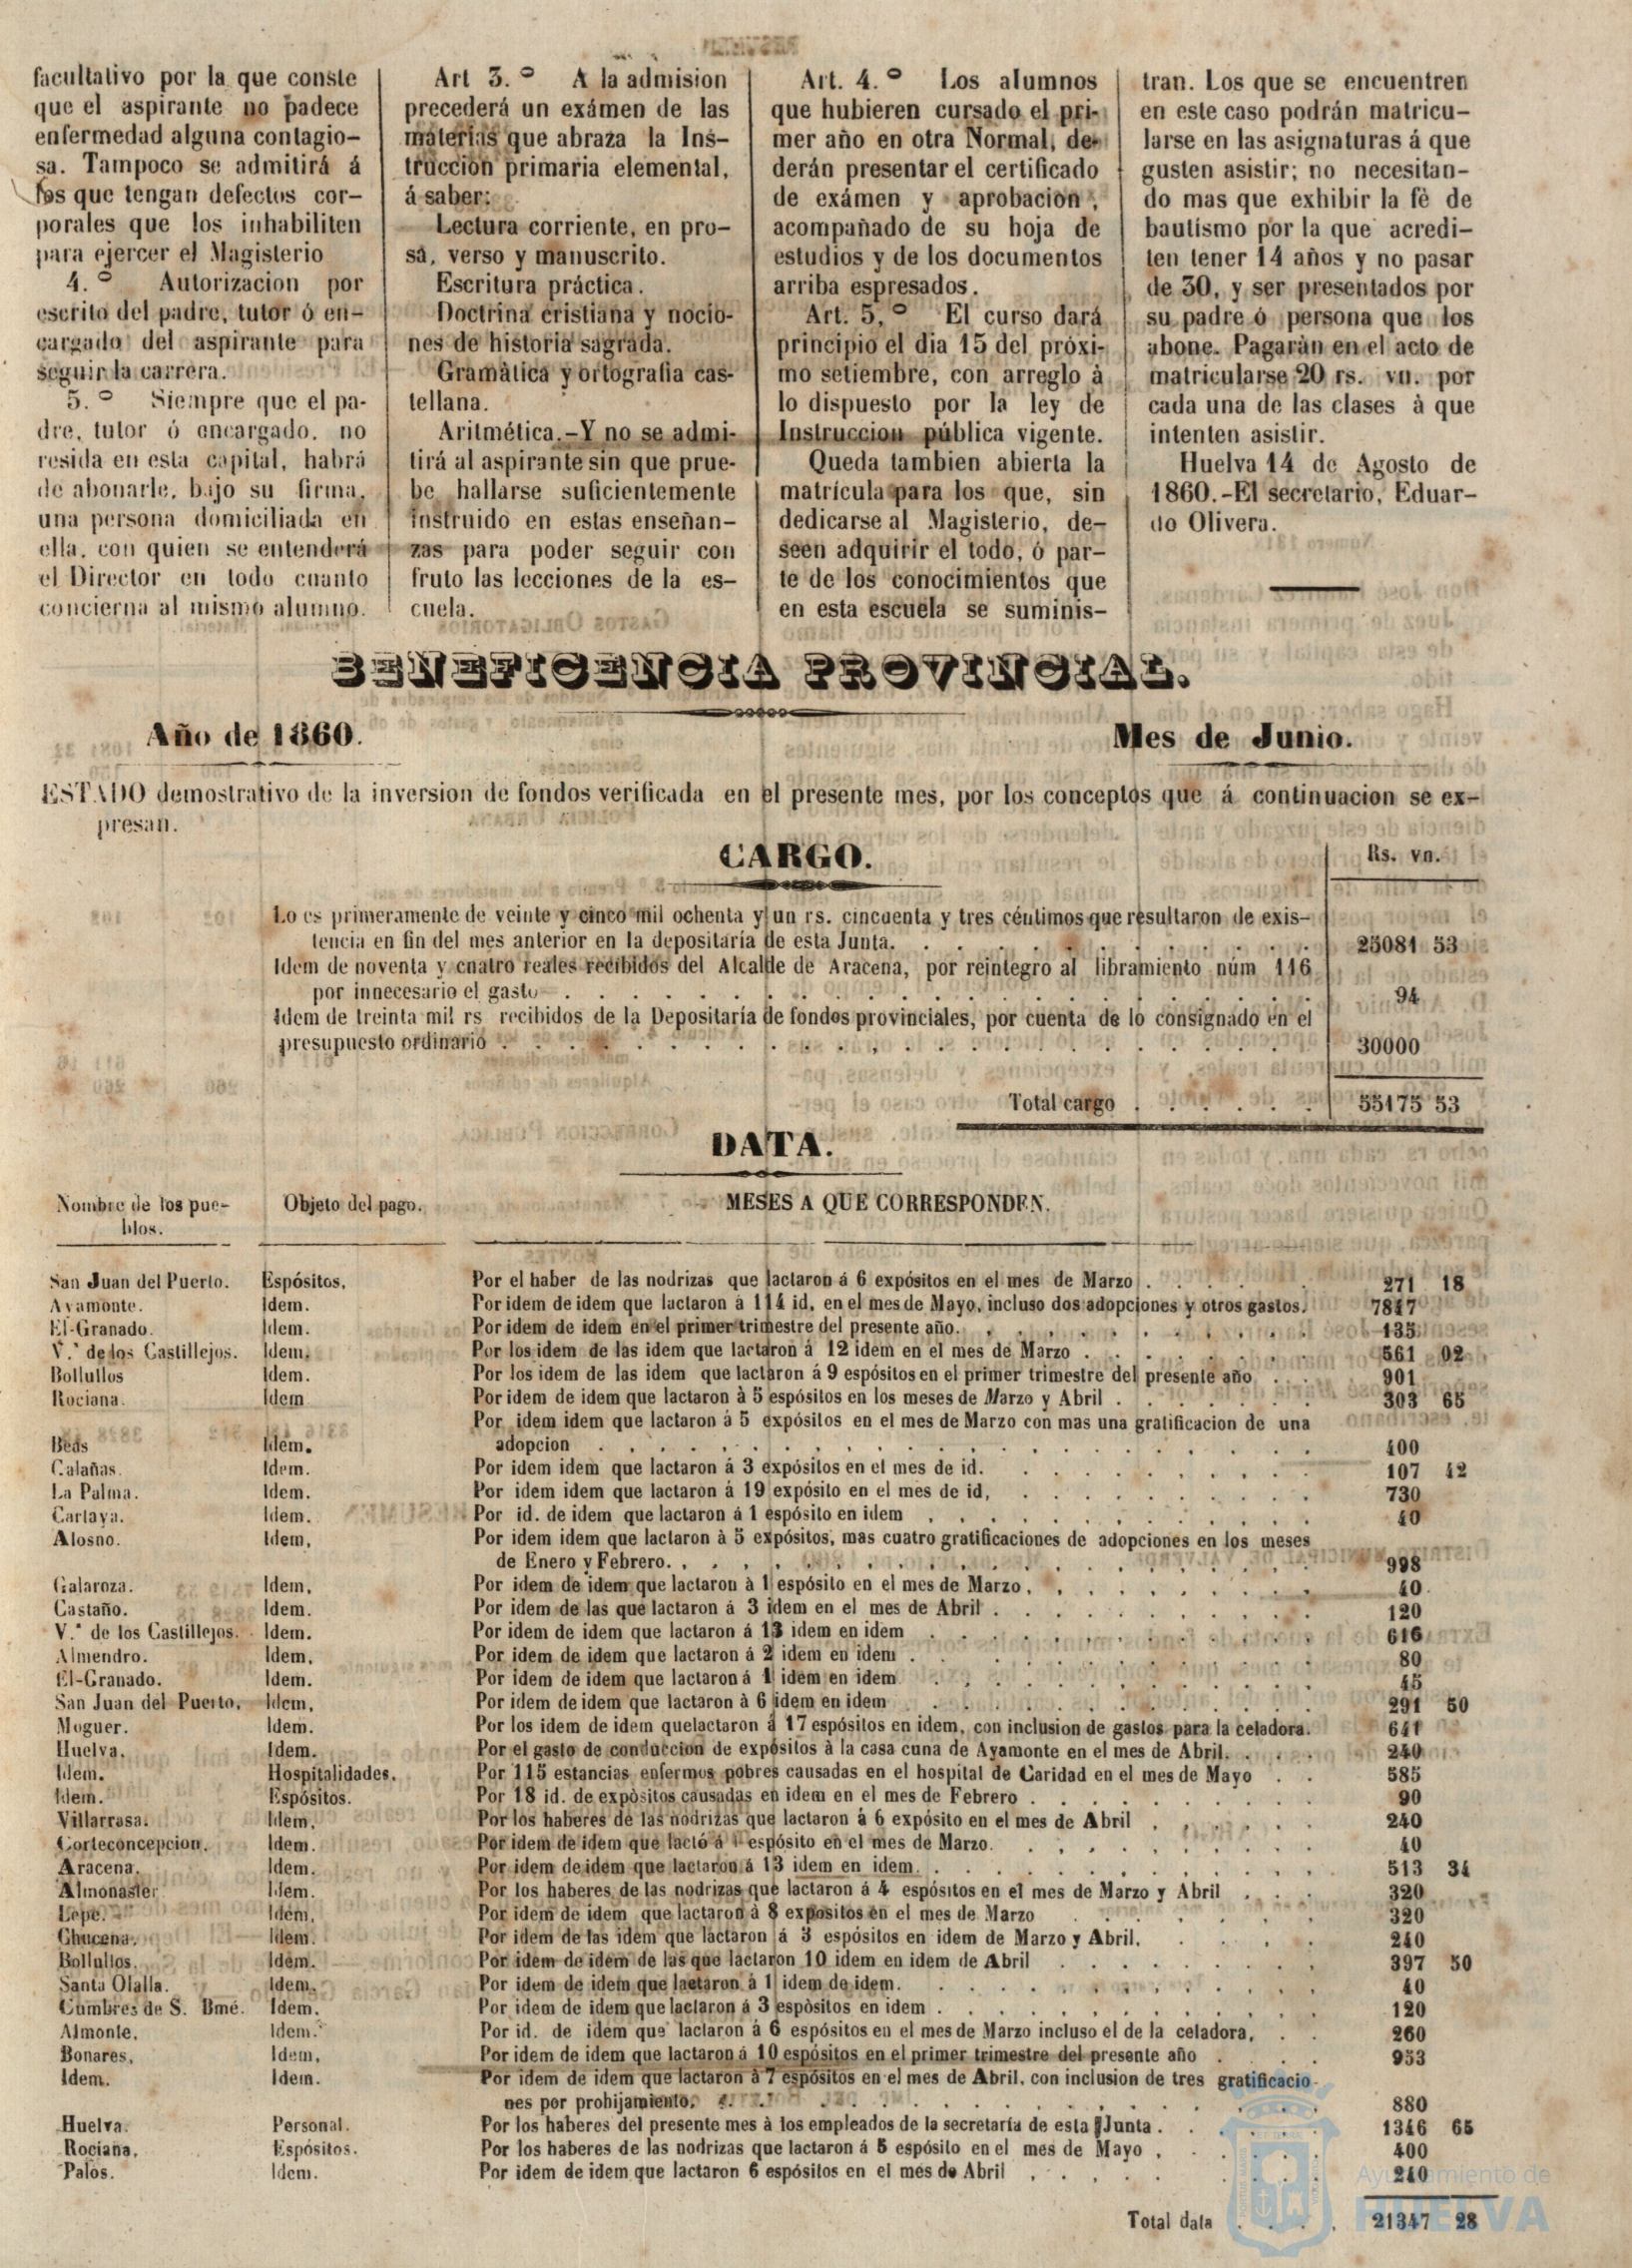 facultativo por la que conste
que el aspirante no padece
enfermedad alguna contagio-
sa. Tampoco se admitirá á
los que tengan defectos cor-
porales que los inhabiliten
para ejercer el Magisterio
4.º Autorizacion por
escrito del padre, tutor ó en-
cargado del aspirante para
seguir la carrera.
5.º Siempre que el pa-
dre, tutor ó encargado. no
resida en esta capital, habrá
de abonarle, bajo su firma,
una persona domiciliada en
ella, con quien se entenderá
el Director en todo cuanto
concierna al mismo alumno.
Art 3.º A la admision
precederá un exámen de las
materias que abraza la Ins-
truccion primaria elemental,
á saber:
Lectura corriente, en pro-
sa, verso y manuscrito.
Escritura práctica.
Doctrina cristiana y nocio-
nes de historia sagrada.
Gramàtica y ortografia cas-
tellana.
Aritmética.-Y no se admi-
tirá al aspirante sin que prue-
be hallarse suficientemente
instruido en estas enseñan-
zas para poder seguir con
fruto las lecciones de la es-
cuela.
Art. 4.º Los alumnos
que hubieren cursado el pri-
mer año en otra Normal, de-
derán presentar el certificado
de exámen y aprobacion,
acompañado de su hoja de
estudios y de los documentos
arriba espresados.
Art. 5,º El curso dará
principio el dia 15 del próxi-
mo setiembre, con arreglo à
lo dispuesto por la ley de
Instruccion pública vigente.
Queda tambien abierta la
matrícula para los que, sin
dedicarse al Magisterio, de-
seen adquirir el todo, ó par-
te de los conocimientos que
en esta escuela se suminis-
tran. Los que se encuentren
en este caso podrán matricu-
larse en las asignaturas á que
gusten asistir; no necesitan-
do mas que exhibir la fè de
bautismo por la que acredi-
ten tener 14 años y no pasar
de 30, y ser presentados por
su padre ó persona que los
abone. Pagaràn en el acto de
matricularse 20 rs. vn. por
cada una de las clases à que
intenten asistir.
Huelva 14 de Agosto de
1860.-El secretario, Eduar-
do Olivera.
BENEFICENCIA PROVINCIAL.
Año de 1860.
Mes de Junio.
ESTADO demostrativo de la inversion de fondos verificada en el presente mes, por los conceptos que á continuacion se ex-
presan.
CARGO.
Rs. vn.
Lo es primeramente de veinte y cinco mil ochenta y un rs. cincuenta y tres céntimos que resultaron de exis-
tencia en fin del mes anterior en la depositaría de esta Junta. 25081 53
Idem de noventa y cuatro reales recibidos del Alcalde de Aracena, por reintegro al libramiento núm 116
por innecesario el gasto 94
Idem de treinta mil rs recibidos de la Depositaría de fondos provinciales, por cuenta de lo consignado en el
presupuesto ordinario 30000
Total cargo 55175 53
DATA.
Nombre de los pue-
blos.
Objeto del pago.
MESES A QUE CORRESPONDEN.
San Juan del Puerto. Espósitos. Por el haber de las nodrizas que lactaron á 6 expósitos en el mes de Marzo 271 18
Ayamonte. Idem. Por idem de idem que lactaron à 114 id. en el mes de Mayo, incluso dos adopciones y otros gastos. 7847
El-Granado. Idem. Por idem de idem en el primer trimestre del presente año. 135
V.ª de los Castillejos. Idem. Por los idem de las idem que lactaron á 12 idem en el mes de Marzo 561 02
Bollullos Idem. Por los idem de las idem que lactaron á 9 espósitos en el primer trimestre del presente año 901
Rociana. Idem Por idem de idem que lactaron à 5 espósitos en los meses de Marzo y Abril 303 65
Por idem idem que lactaron á 5 expósitos en el mes de Marzo con mas una gratificacion de una
Beas Idem. adopcion 400
Calañas. Idem. Por idem idem que lactaron á 3 expósitos en el mes de id. 107 42
La Palma. Idem. Por idem idem que lactaron á 19 expósito en el mes de id, 730
Cartaya. Idem. Por id. de idem que lactaron á 1 espósito en idem 40
Alosno. Idem, Por idem idem que lactaron à 5 expósitos, mas cuatro gratificaciones de adopciones en los meses
de Enero y Febrero. 998
Galaroza. Idem, Por idem de idem que lactaron à 1 espósito en el mes de Marzo. 40
Castaño. Idem. Por idem de las que lactaron á 3 idem en el mes de Abril 120
V.ª de los Castillejos. Idem. Por idem de idem que lactaron á 13 idem en idem 616
Almendro. Idem, Por idem de idem que lactaron á 2 idem en idem 80
El-Granado. Idem. Por idem de idem que lactaron á 1 idem en idem 45
San Juan del Puerto, Idem, Por idem de idem que lactaron à 6 idem en idem 291 50
Moguer. Idem. Por los idem de idem quelactaron á 17 espósitos en idem, con inclusion de gastos para la celadora. 641
Huelva. Idem. Por el gasto de conduccion de expósitos à la casa cuna de Ayamonte en el mes de Abril. 240
Idem. Hospitalidades. Por 115 estancias enfermos pobres causadas en el hospital de Caridad en el mes de Mayo 585
Idem. Espósitos. Por 18 id. de expòsitos causadas en idem en el mes de Febrero 90
Villarrasa. Idem. Por los haberes de las nodrizas que lactaron á 6 expósito en el mes de Abril 240
Corteconcepcion. Idem. Por idem de idem que lactó á 1 espósito en el mes de Marzo. 40
Aracena. Idem. Por idem de idem que lactaron á 13 idem en idem. 513 34
Almonaster Idem. Por los haberes de las nodrizas que lactaron á 4 espósitos en el mes de Marzo y Abril 320
Lepe. Idem. Por idem de idem que lactaron à 8 expositos en el mes de Marzo 320
Chucena. Idem. Por idem de las idem que lactaron á 3 espósitos en idem de Marzo y Abril. 240
Bollullos. Idem. Por idem de idem de las que lactaron 10 idem en idem de Abril 397 50
Santa Olalla. Idem. Por idem de idem que lactaron á 1 idem de idem. 40
Cumbres de S. Bmé. Idem. Por idem de idem que lactaron á 3 espòsitos en idem 120
Almonte. Idem. Por id. de idem que lactaron á 6 espósitos en el mes de Marzo incluso el de la celadora, 260
Bonares, Idem. Por idem de idem que lactaron á 10 espósitos en el primer trimestre del presente año 953
Idem. Idem. Por idem de idem que lactaron à 7 espósitos en el mes de Abril, con inclusion de tres gratificacio
nes por prohijamiento. 880
Huelva. Personal. Por los haberes del presente mes à los empleados de la secretaría de esta Junta 1346 65
Rociana. Espósitos. Por los haberes de las nodrizas que lactaron á 5 espósito en el mes de Mayo 400
Palos. Idem. Por idem de idem que lactaron 6 espósitos en el mes de Abril 240
Total data 21347 28
Ayuntamiento de
HUELVA